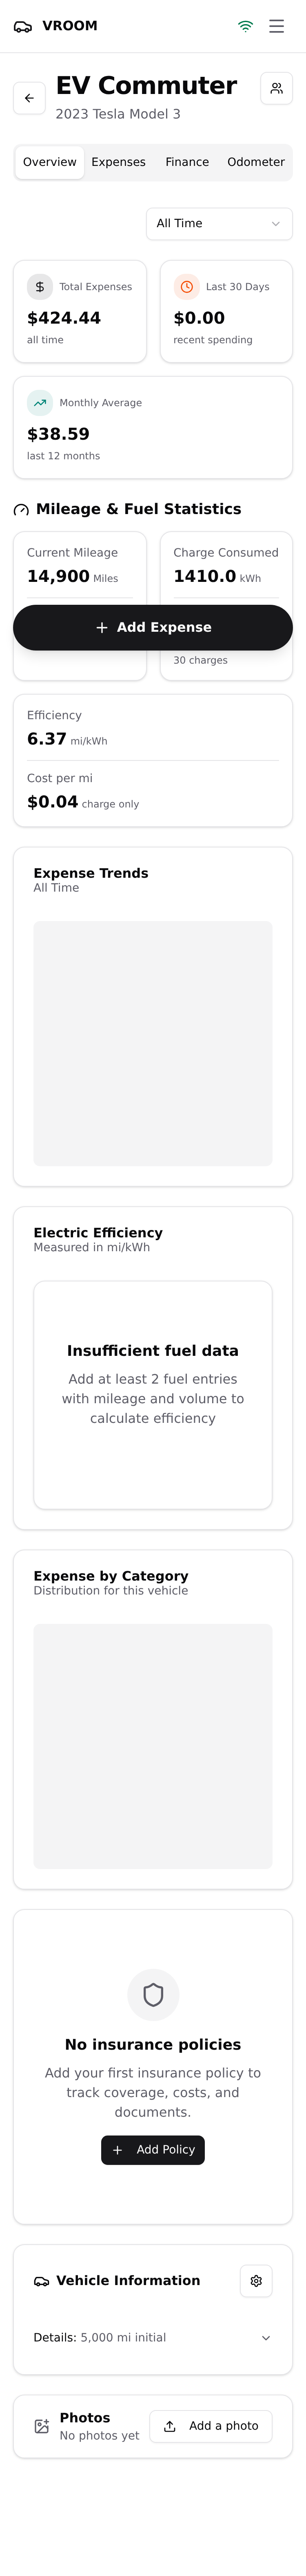 VROOM
EV Commuter
2023 Tesla Model 3
Overview Expenses Finance Odometer
All Time
Total Expenses
$424.44
all time
Last 30 Days
$0.00
recent spending
Monthly Average
$38.59
last 12 months
Mileage & Fuel Statistics
Current Mileage
14,900 Miles
Charge Consumed
1410.0 kWh
Add Expense
30 charges
Efficiency
6.37 mi/kWh
Cost per mi
$0.04 charge only
Expense Trends
All Time
Electric Efficiency
Measured in mi/kWh
Insufficient fuel data
Add at least 2 fuel entries
with mileage and volume to
calculate efficiency
Expense by Category
Distribution for this vehicle
No insurance policies
Add your first insurance policy to
track coverage, costs, and
documents.
Add Policy
Vehicle Information
Details: 5,000 mi initial
Photos
No photos yet
Add a photo